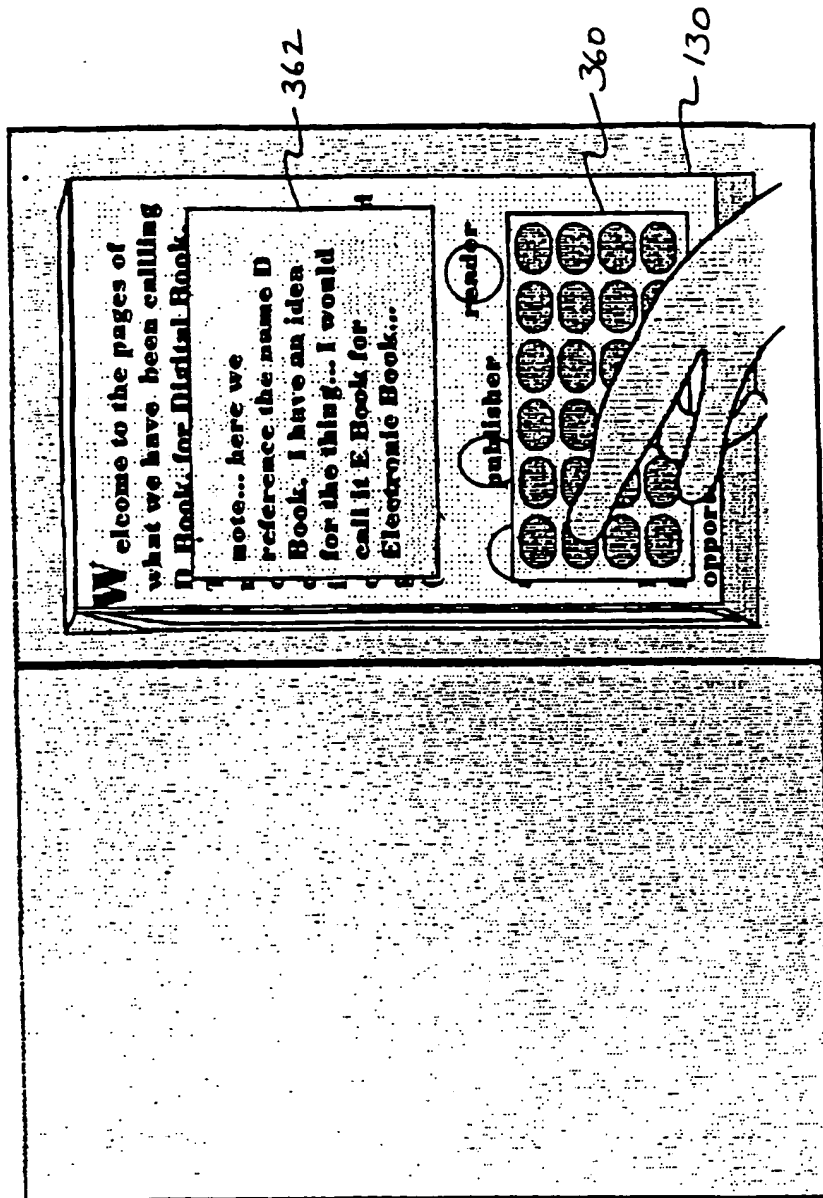 Welcome to the pages of
what we have been callling
D Book, for Digital Book.
note... here we
reference the name D
Book. I have an idea
for the thing... I would
call it E Book for
Electronic Book...
publisher
reador
oppor
362
360
130